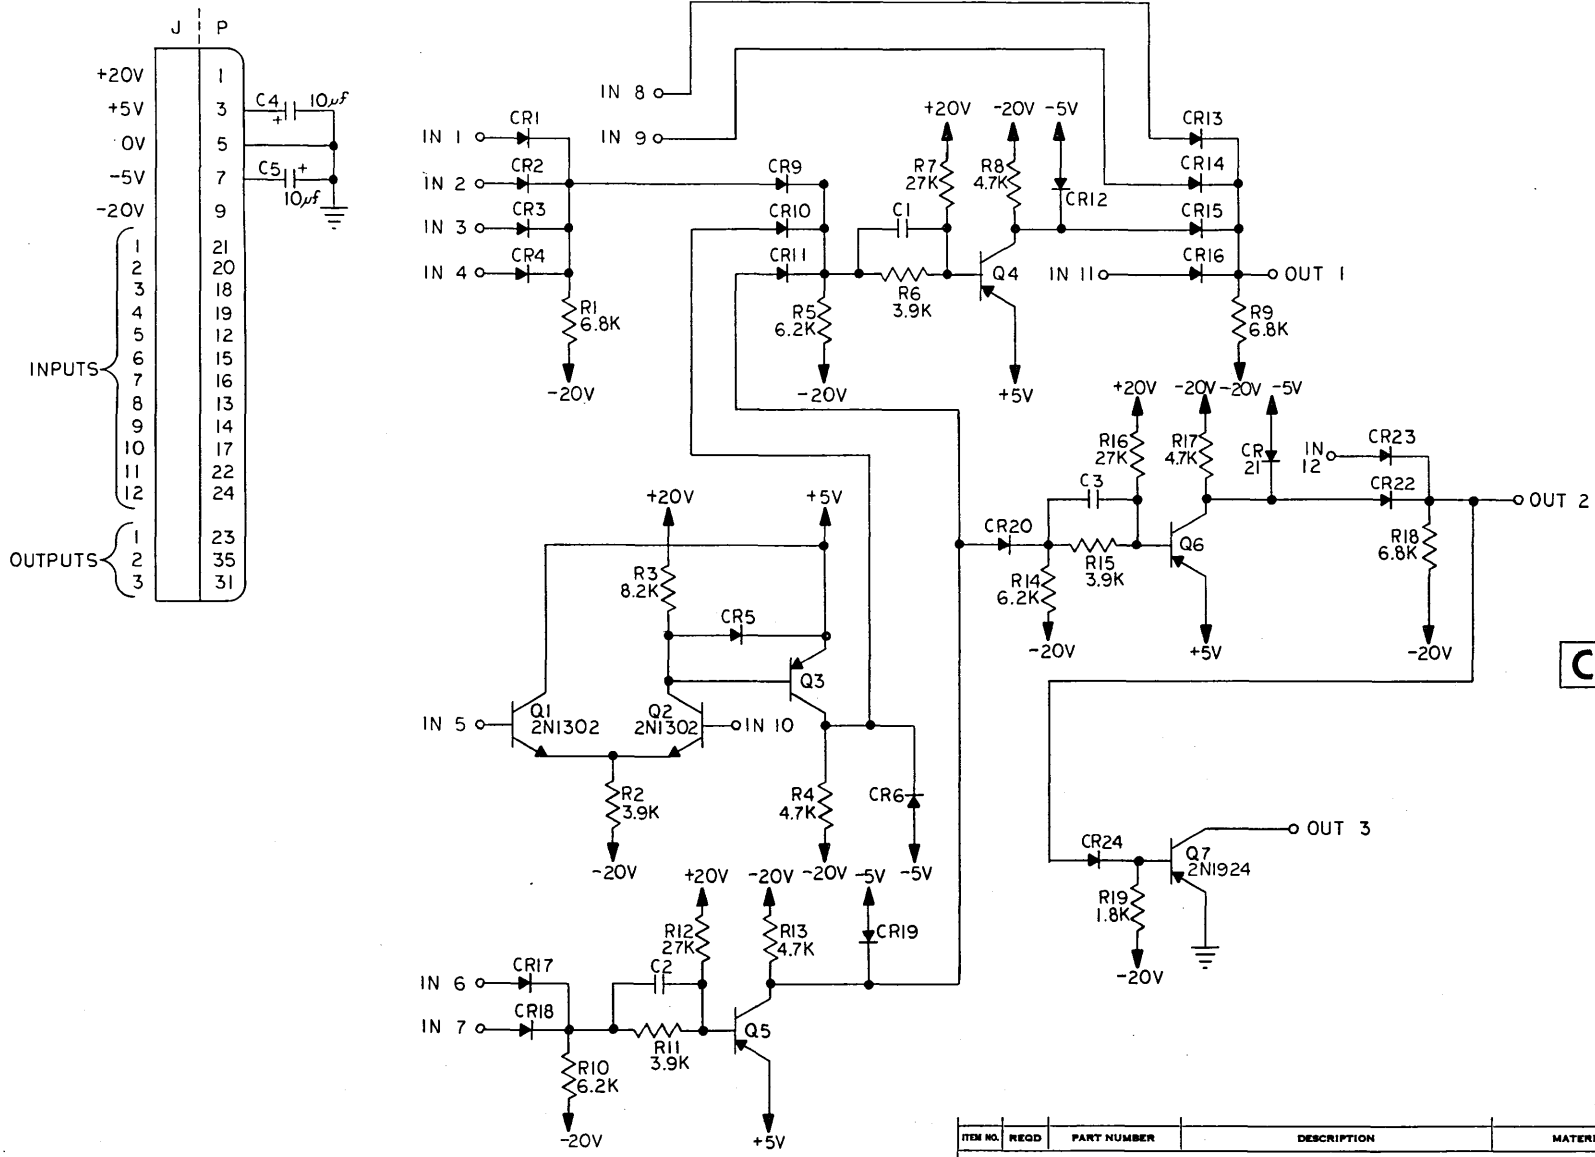 J P
+20V 1
+5V 3 C4 10μf +
0V 5
-5V 7 C5 + 10μf
-20V 9
1 21
2 20
3 18
4 19
5 12
INPUTS 6 15
7 16
8 13
9 14
10 17
11 22
12 24
1 23
OUTPUTS 2 35
3 31
IN 8
IN 9
IN 1 CR1
IN 2 CR2
IN 3 CR3
IN 4 CR4
R1 6.8K
-20V
CR9
CR10
CR11
R5 6.2K
-20V
C1
R6 3.9K
+20V
R7 27K
-20V
R8 4.7K
-5V
CR12
Q4
+5V
CR13
CR14
CR15
IN 11 CR16 OUT 1
R9 6.8K
-20V
+20V
R3 8.2K
+5V
CR5
Q3
IN 5 Q1 2N1302
Q2 2N1302 IN 10
R2 3.9K
-20V
R4 4.7K
-20V
CR6
-5V
IN 6 CR17
IN 7 CR18
R10 6.2K
-20V
C2
R11 3.9K
+20V
R12 27K
-20V
R13 4.7K
-5V
CR19
Q5
+5V
CR20
R14 6.2K
-20V
C3
R15 3.9K
+20V
R16 27K
-20V
R17 4.7K
-5V
CR 21
Q6
+5V
IN 12 CR23
CR22 OUT 2
R18 6.8K
-20V
C
CR24
R19 1.8K
-20V
Q7 2N1924
OUT 3
ITEM NO. REQD PART NUMBER DESCRIPTION MATERI